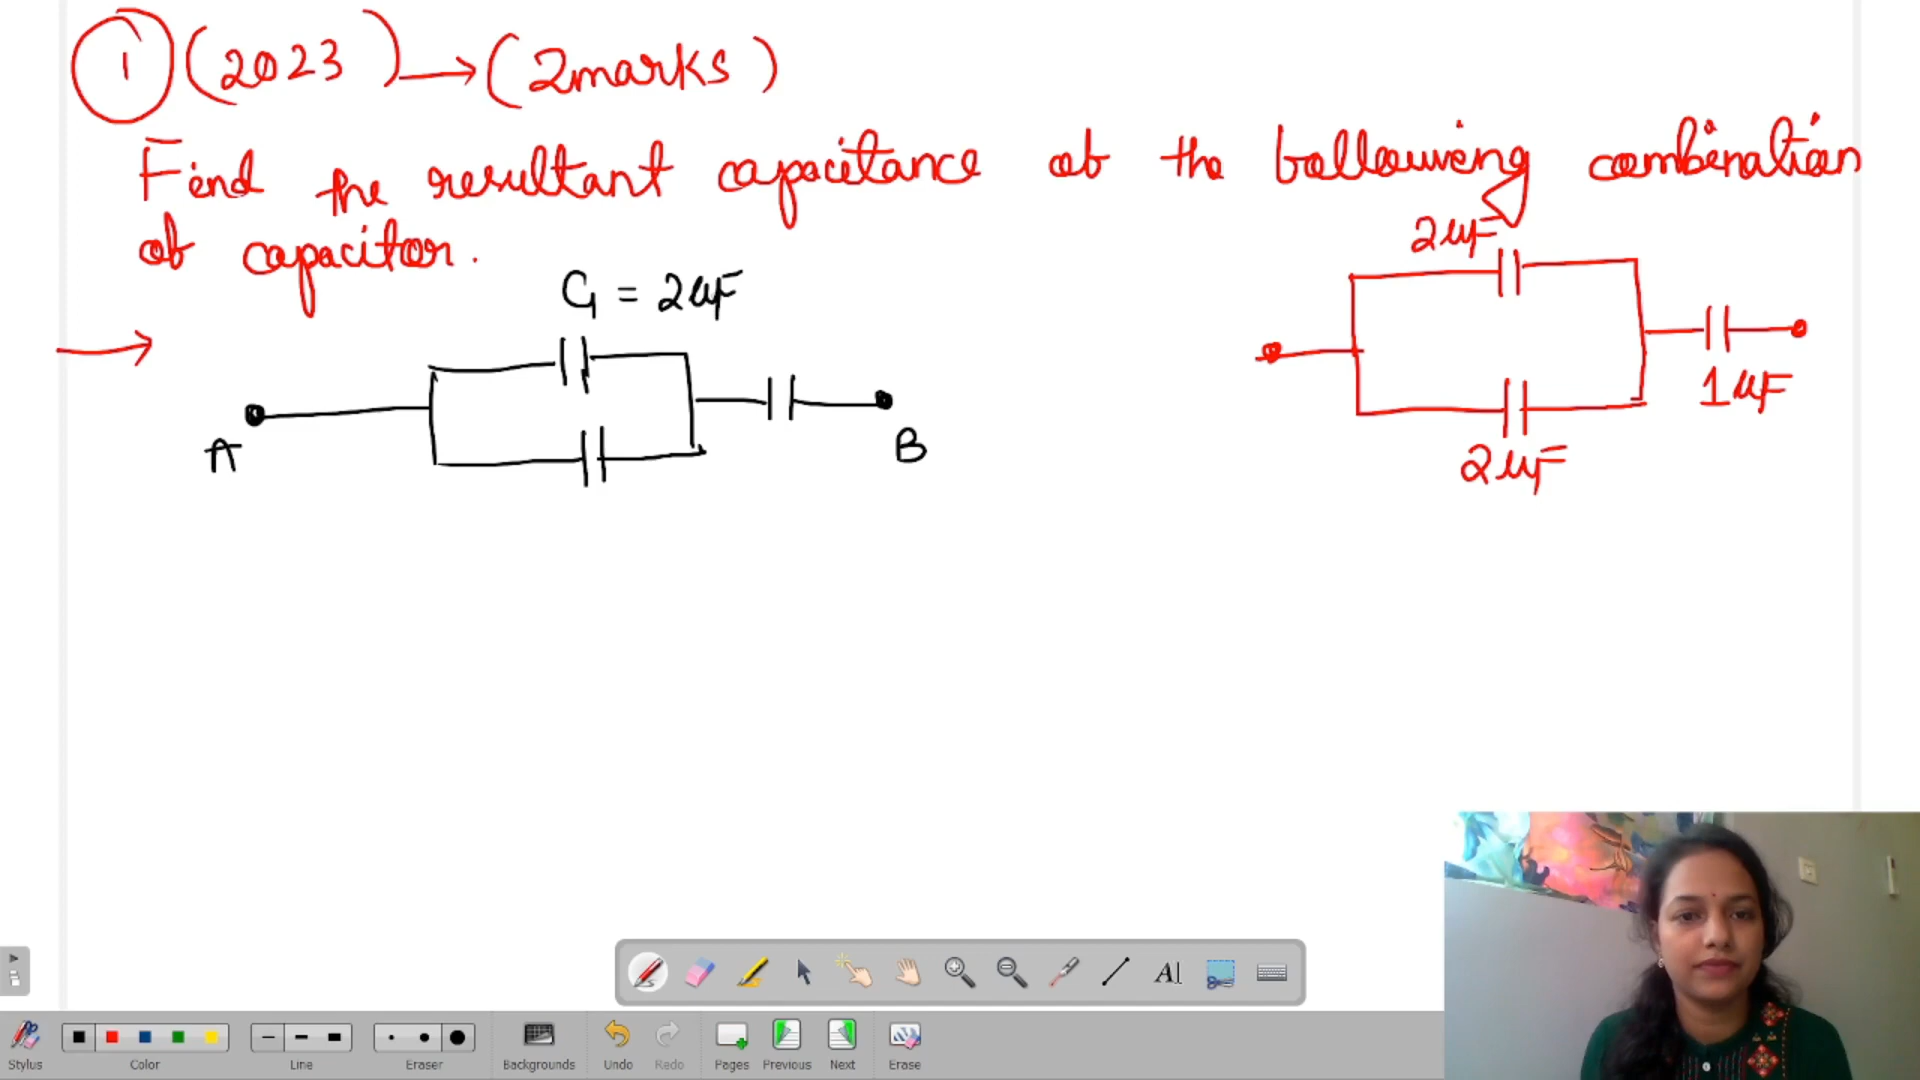 1 (2023) → (2marks)
Find the resultant capacitance of the following combination
of capacitor.
C1 = 2μF
A
B
2μF
1μF
2μF
AI
Stylus
Color
Line
Eraser
Backgrounds
Undo
Redo
Pages
Previous
Next
Erase